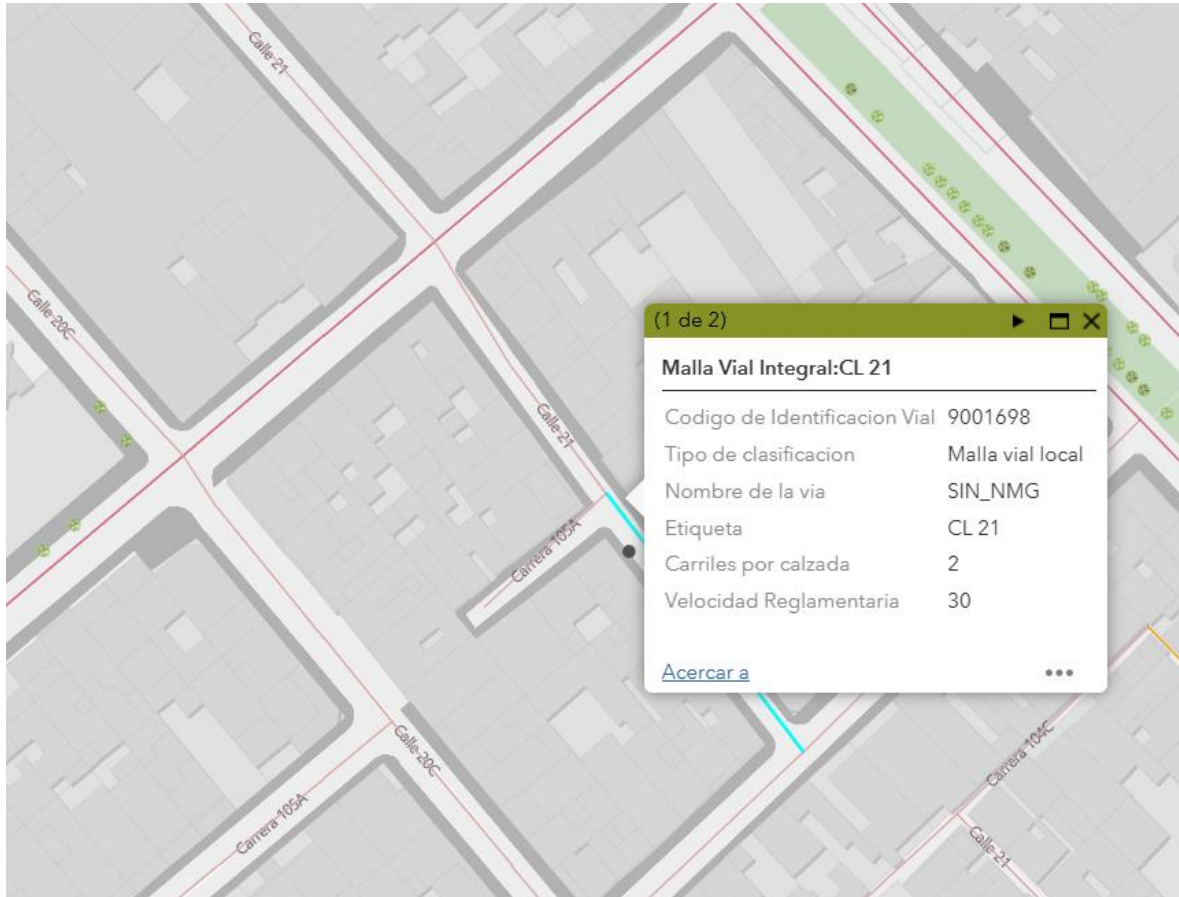 Calle 21
Calle 20C
(1 de 2)
Malla Vial Integral:CL 21
Codigo de Identificacion Vial 9001698
Tipo de clasificacion Malla vial local
Nombre de la via SIN_NMG
Etiqueta CL 21
Carriles por calzada 2
Velocidad Reglamentaria 30
Acercar a
Calle 21
Carrera 105A
Calle 20C
Carrera 105A
Carrera 104C
Calle 21